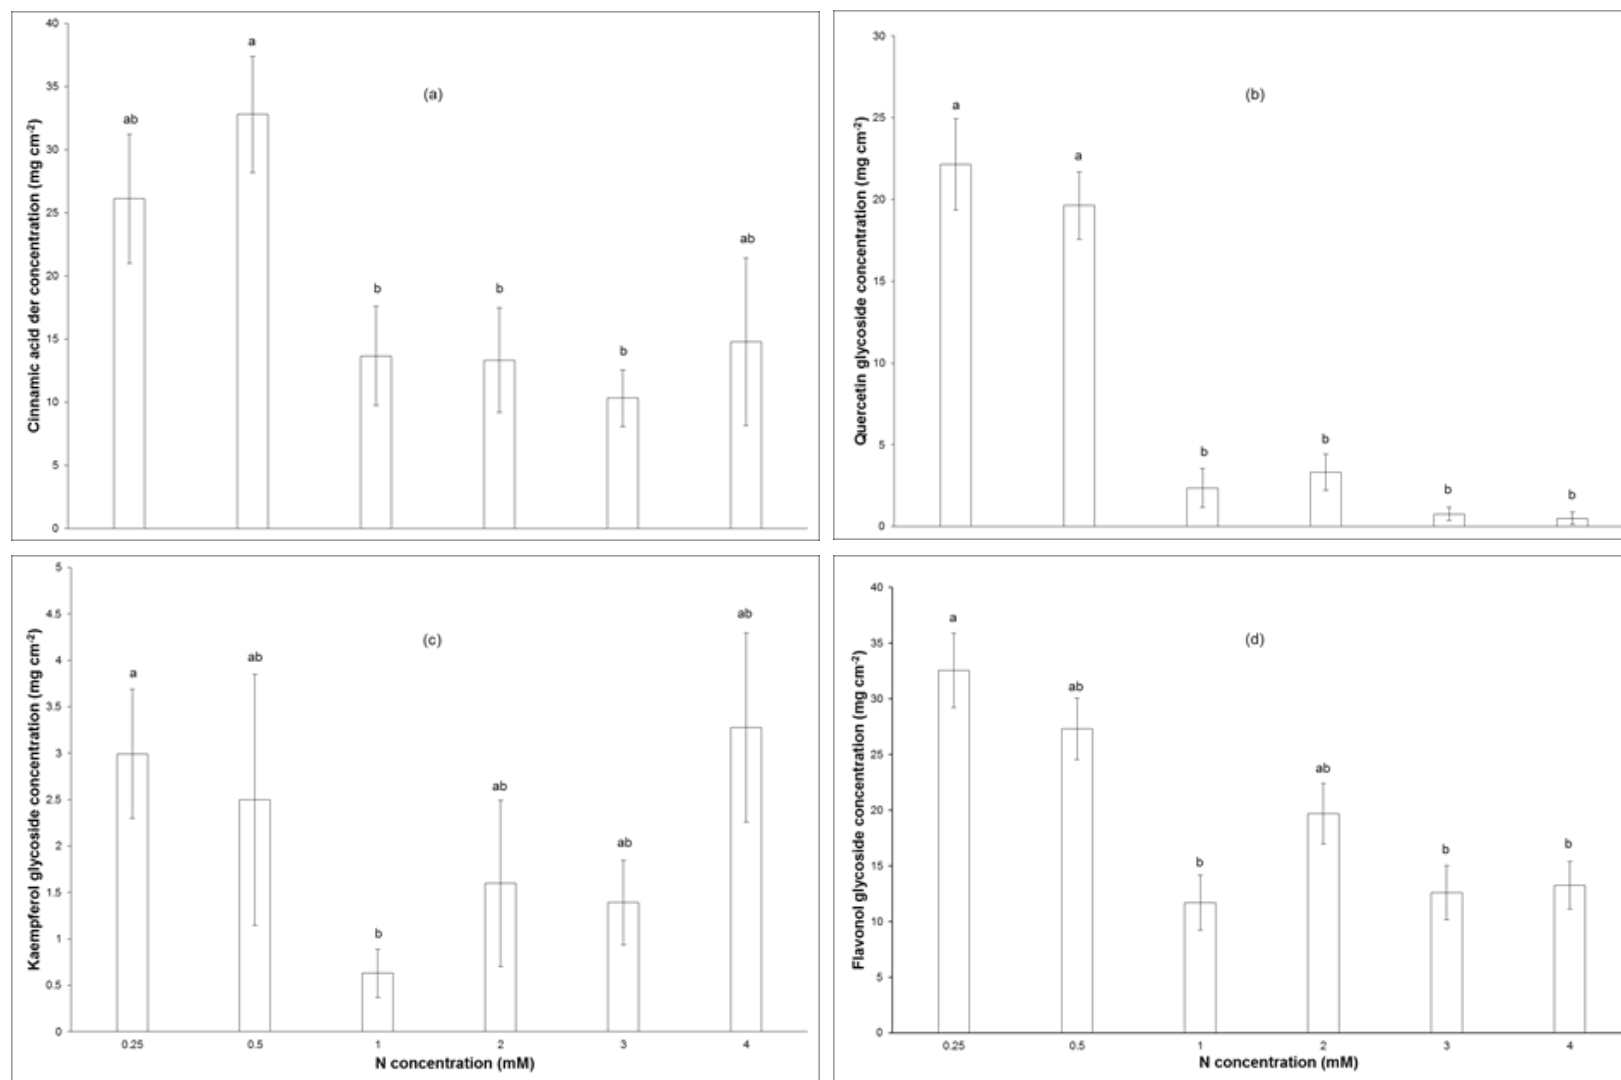 Cinnamic acid der concentration (mg cm⁻²)
40
35
30
25
20
15
10
5
0
(a)
ab
a
b
b
b
ab
Quercetin glycoside concentration (mg cm⁻²)
30
25
20
15
10
5
0
(b)
a
a
b
b
b
b
Kaempferol glycoside concentration (mg cm⁻²)
5
4.5
4
3.5
3
2.5
2
1.5
1
0.5
0
(c)
a
ab
b
ab
ab
ab
0.25 0.5 1 2 3 4
N concentration (mM)
Flavonol glycoside concentration (mg cm⁻²)
40
35
30
25
20
15
10
5
0
(d)
a
ab
b
ab
b
b
0.25 0.5 1 2 3 4
N concentration (mM)